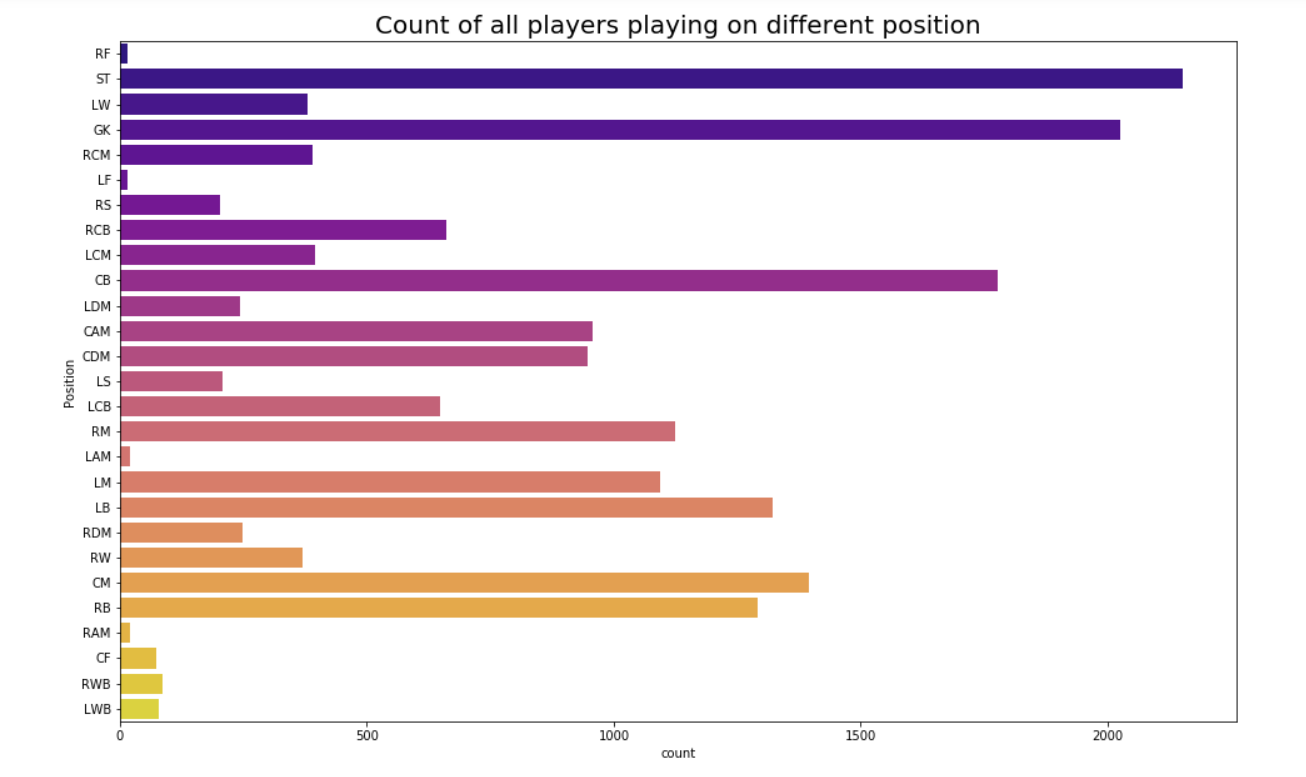 Count of all players playing on different position
RF
ST
LW
GK
RCM
LF
RS
RCB
LCM
CB
LDM
CAM
CDM
LS
LCB
RM
LAM
LM
LB
RDM
RW
CM
RB
RAM
CF
RWB
LWB
Position
0 500 1000 1500 2000
count